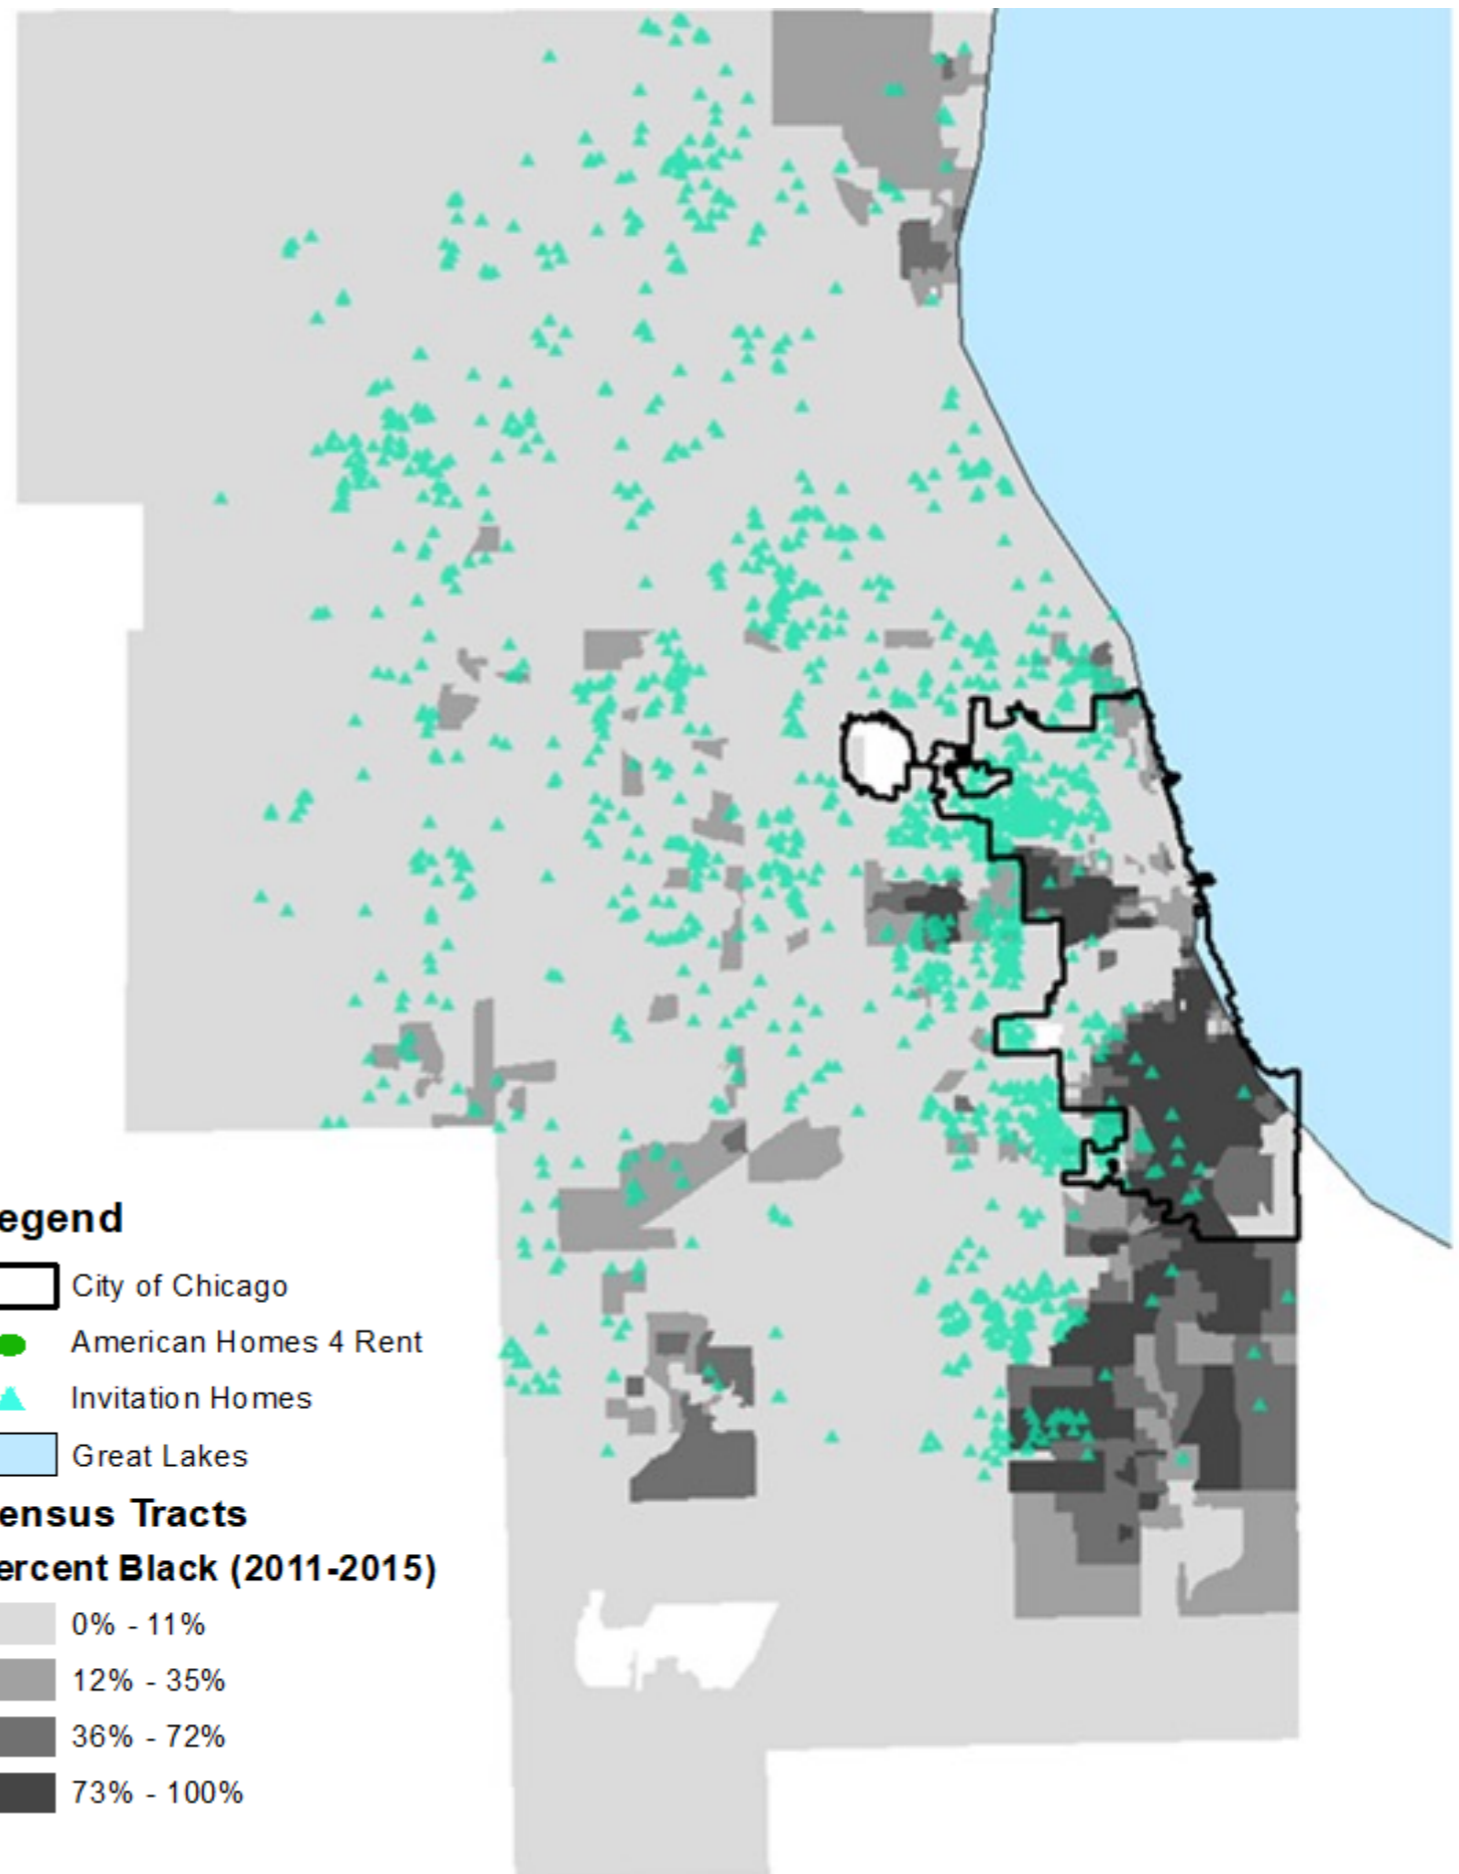 egend
City of Chicago
American Homes 4 Rent
Invitation Homes
Great Lakes
ensus Tracts
ercent Black (2011-2015)
0% - 11%
12% - 35%
36% - 72%
73% - 100%